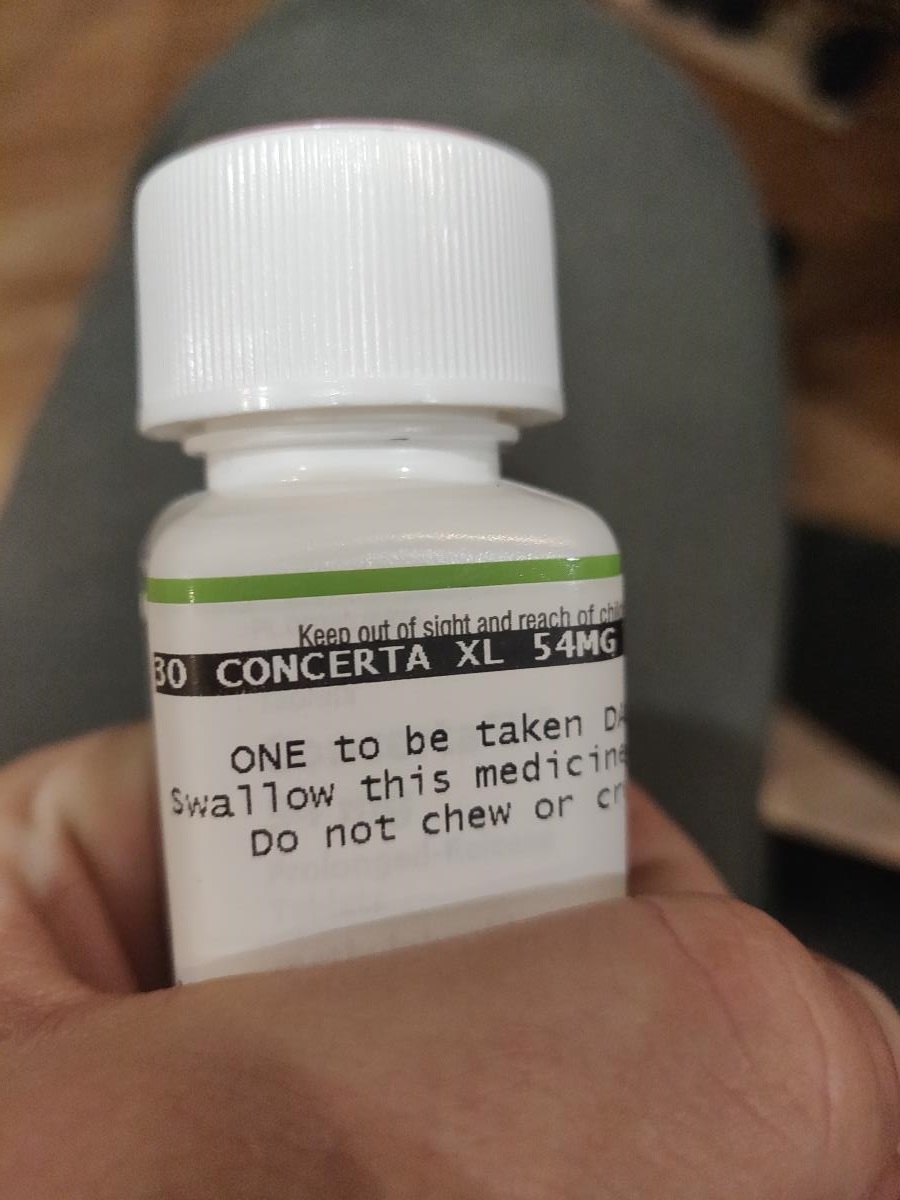 Keep out of sight and reach of chil
30 CONCERTA XL 54MG
ONE to be taken DA
Swallow this medicine
Do not chew or cr